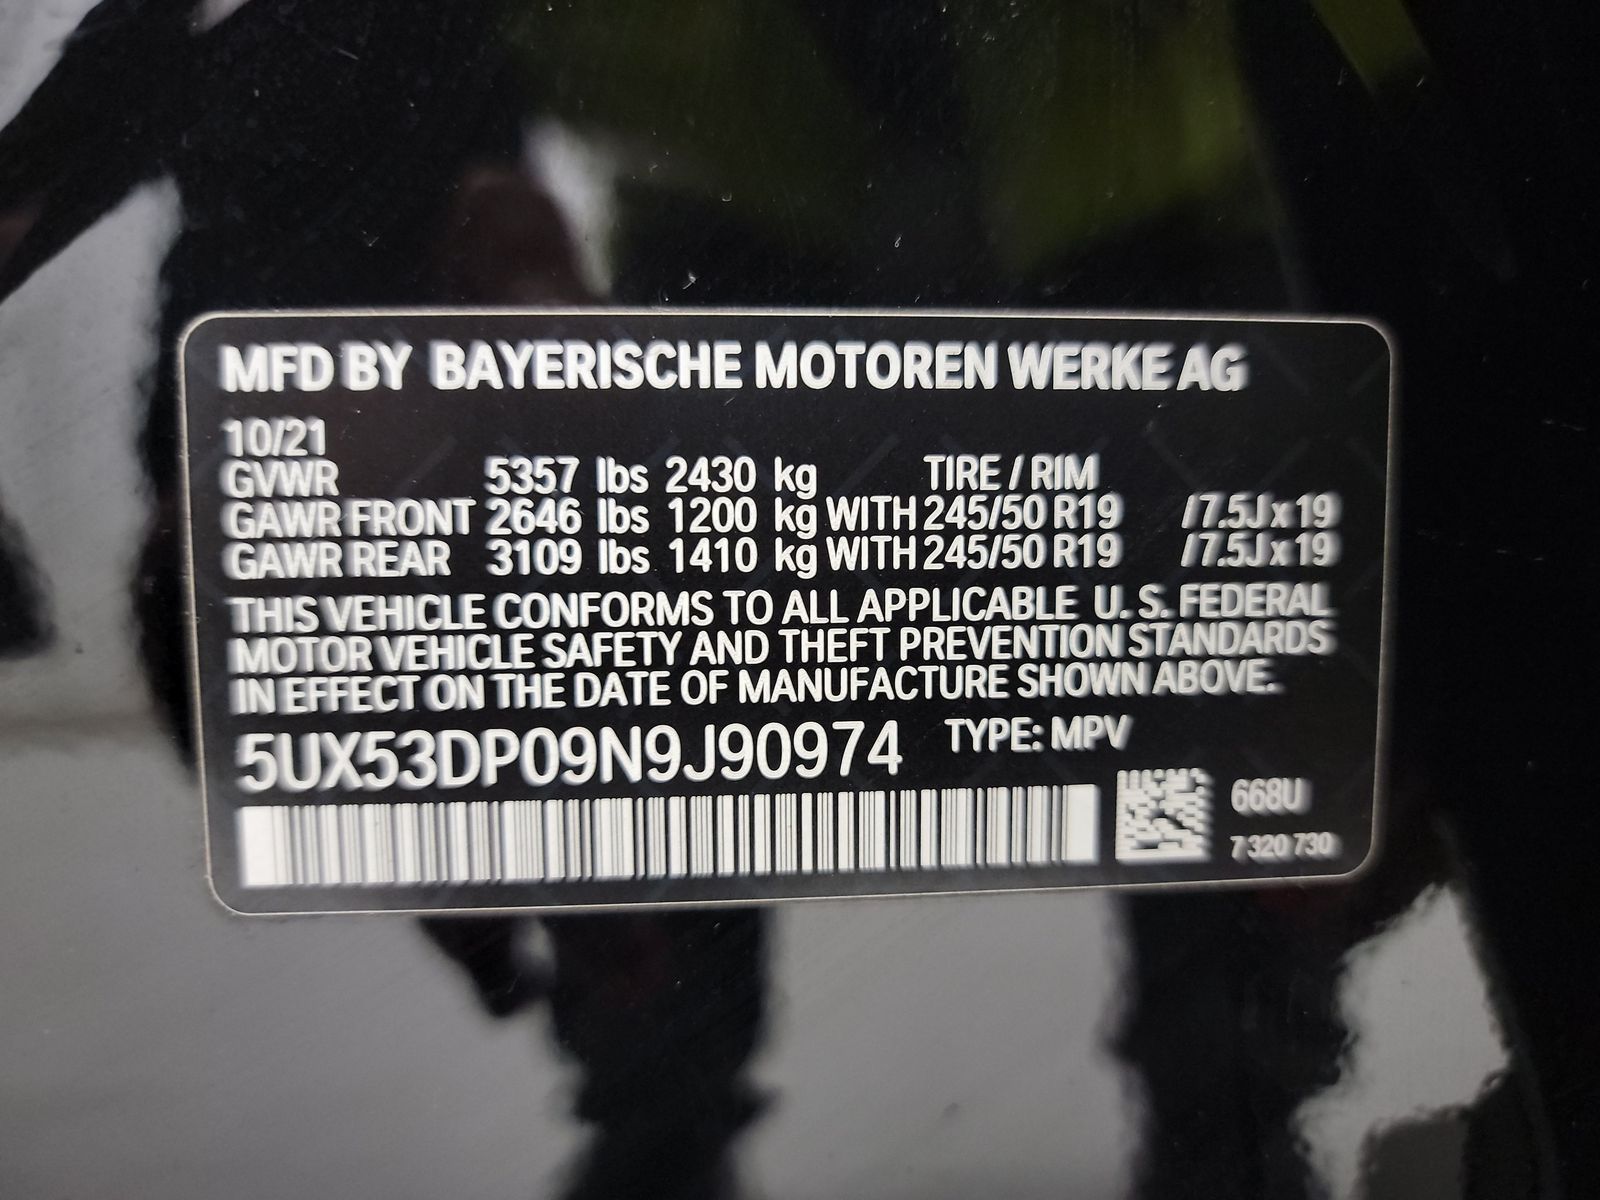 MFD BY BAYERISCHE MOTOREN WERKE AG
10/21
GVWR 5357 lbs 2430 kg TIRE / RIM
GAWR FRONT 2646 lbs 1200 kg WITH 245/50 R19 / 7.5J x 19
GAWR REAR 3109 lbs 1410 kg WITH 245/50 R19 / 7.5J x 19
THIS VEHICLE CONFORMS TO ALL APPLICABLE U. S. FEDERAL
MOTOR VEHICLE SAFETY AND THEFT PREVENTION STANDARDS
IN EFFECT ON THE DATE OF MANUFACTURE SHOWN ABOVE.
5UX53DP09N9J90974 TYPE: MPV
668U
7 320 730